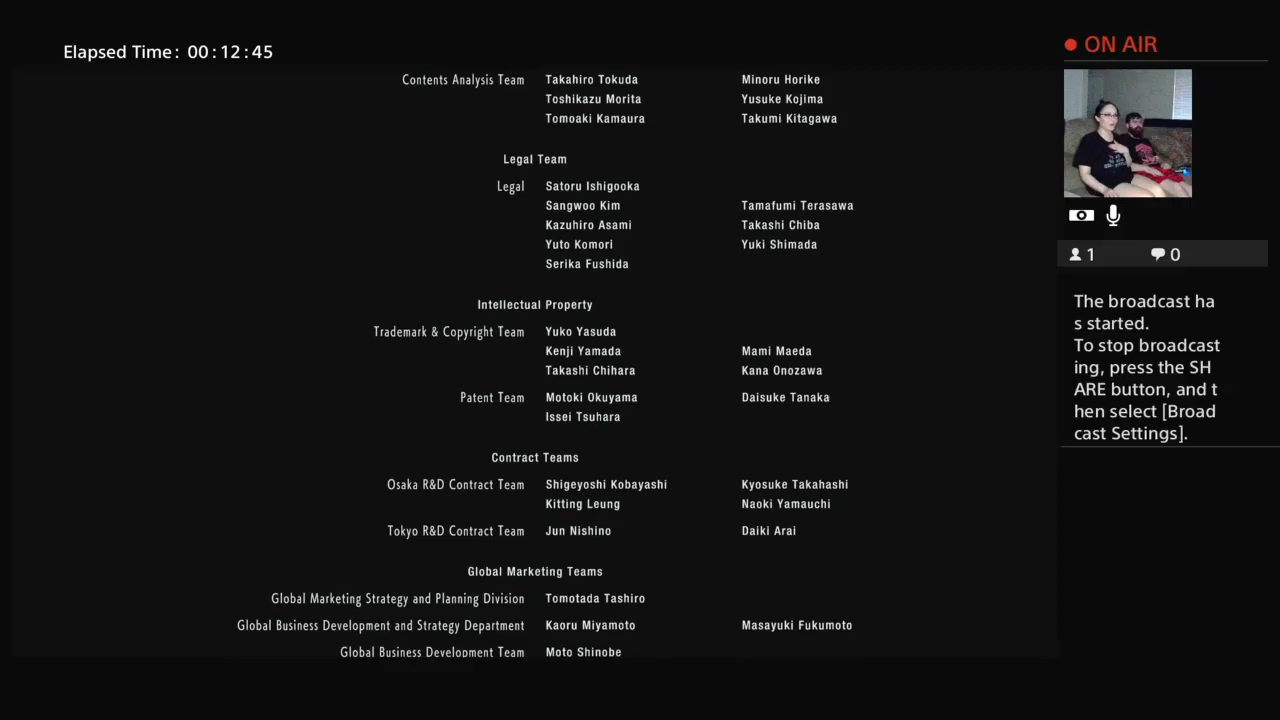 Elapsed Time: 00:12:45
ON AIR
Contents Analysis Team Takahiro Tokuda Minoru Horike
Toshikazu Morita Yusuke Kojima
Tomoaki Kamaura Takumi Kitagawa
Legal Team
Legal Satoru Ishigooka
Sangwoo Kim Tamafumi Terasawa
Kazuhiro Asami Takashi Chiba
Yuto Komori Yuki Shimada
Serika Fushida
Intellectual Property
Trademark & Copyright Team Yuko Yasuda
Kenji Yamada Mami Maeda
Takashi Chihara Kana Onozawa
Patent Team Motoki Okuyama Daisuke Tanaka
Issei Tsuhara
Contract Teams
Osaka R&D Contract Team Shigeyoshi Kobayashi Kyosuke Takahashi
Kitting Leung Naoki Yamauchi
Tokyo R&D Contract Team Jun Nishino Daiki Arai
Global Marketing Teams
Global Marketing Strategy and Planning Division Tomotada Tashiro
Global Business Development and Strategy Department Kaoru Miyamoto Masayuki Fukumoto
Global Business Development Team Moto Shinobe
1 0
The broadcast ha
s started.
To stop broadcast
ing, press the SH
ARE button, and t
hen select [Broad
cast Settings].